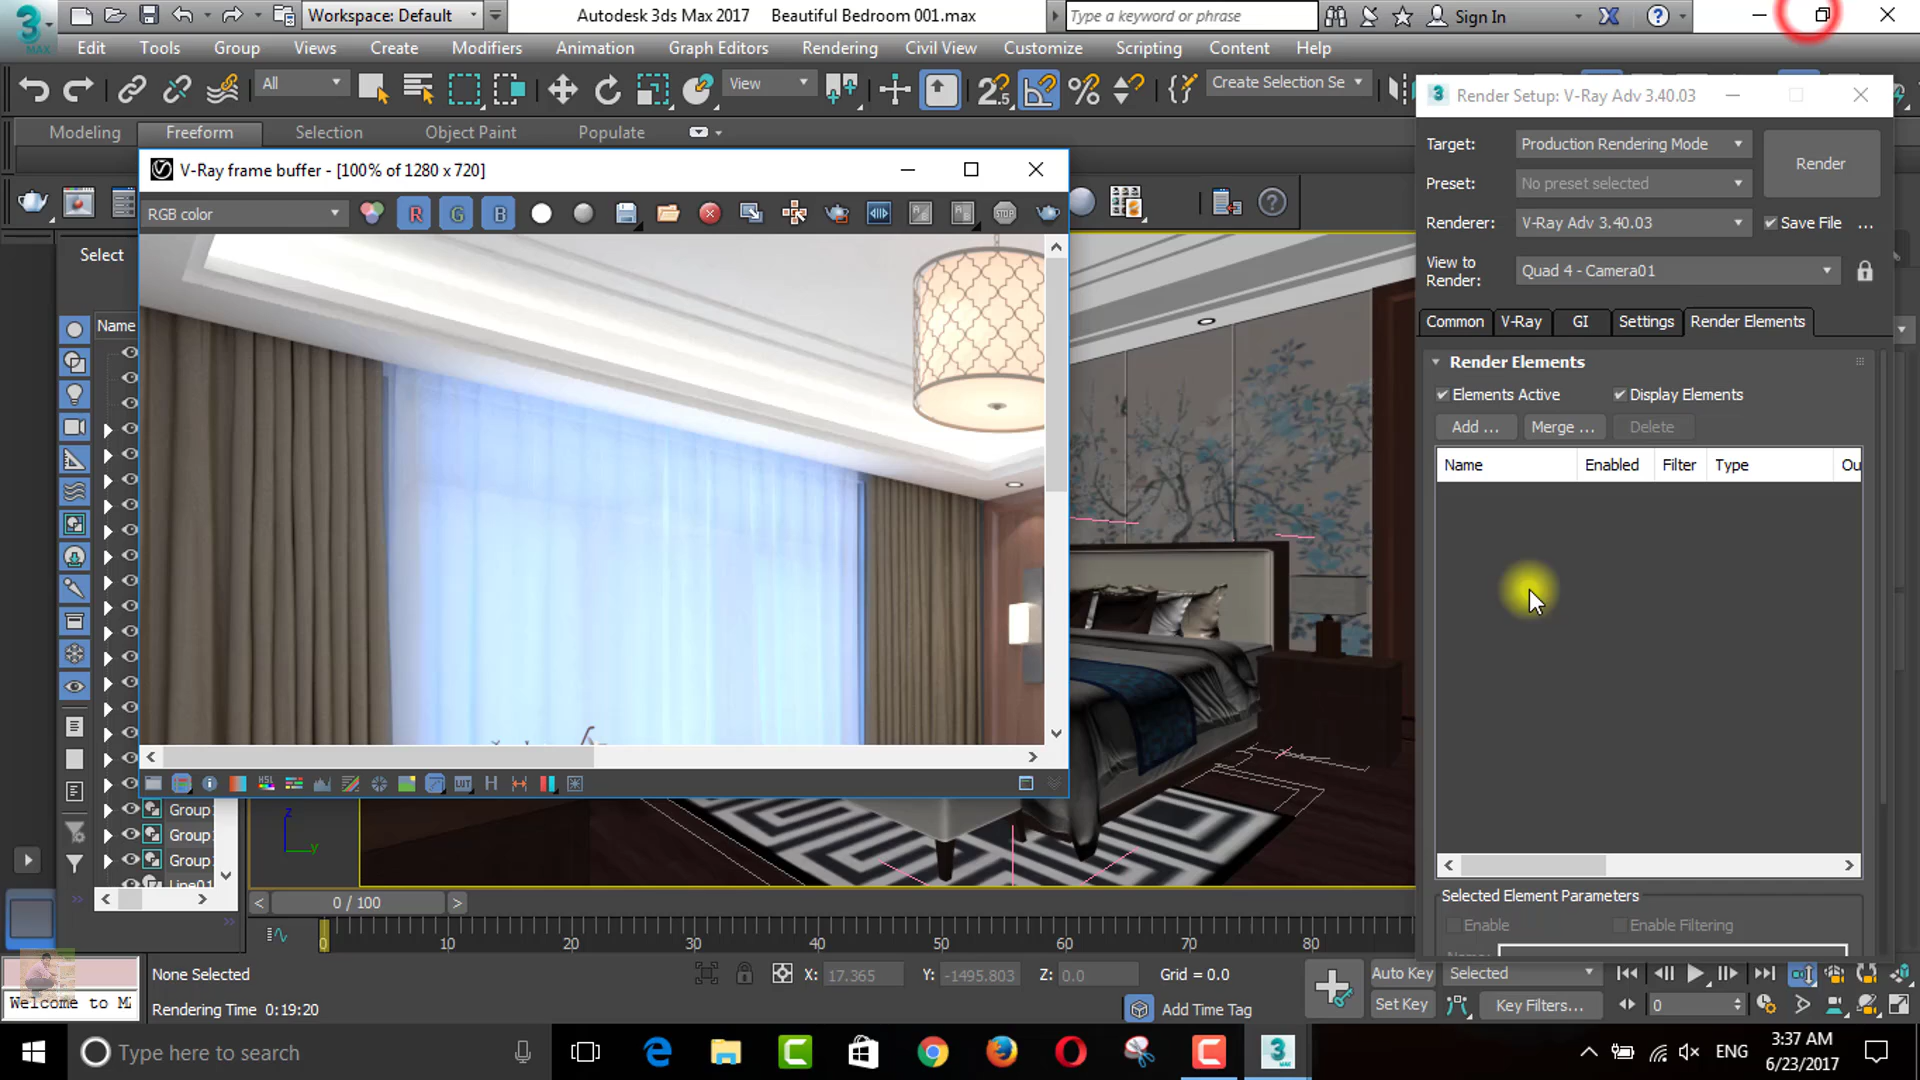 Workspace: Default
Autodesk 3ds Max 2017    Beautiful Bedroom 001.max
Type a keyword or phrase
Sign In
MAX
Edit Tools Group Views Create Modifiers Animation Graph Editors Rendering Civil View Customize Scripting Content Help
All
View
Create Selection Se
Modeling Freeform Selection Object Paint Populate
Render Setup: V-Ray Adv 3.40.03
Target: Production Rendering Mode
Render
Preset: No preset selected
Renderer: V-Ray Adv 3.40.03
Save File ...
View to Render: Quad 4 - Camera01
Common V-Ray GI Settings Render Elements
Render Elements
Elements Active
Display Elements
Add ... Merge ... Delete
Name Enabled Filter Type Ou
Selected Element Parameters
Enable
Enable Filtering
V-Ray frame buffer - [100% of 1280 x 720]
RGB color
R G B
STOP
Select
Name
Group
Group
Group
Line01
z
y
0 / 100
0 10 20 30 40 50 60 70 80
None Selected
X: 17.365 Y: -1495.803 Z: 0.0 Grid = 0.0
Auto Key Selected
Welcome to M
Rendering Time 0:19:20
Add Time Tag
Set Key Key Filters... 0
Type here to search
ENG
3:37 AM
6/23/2017